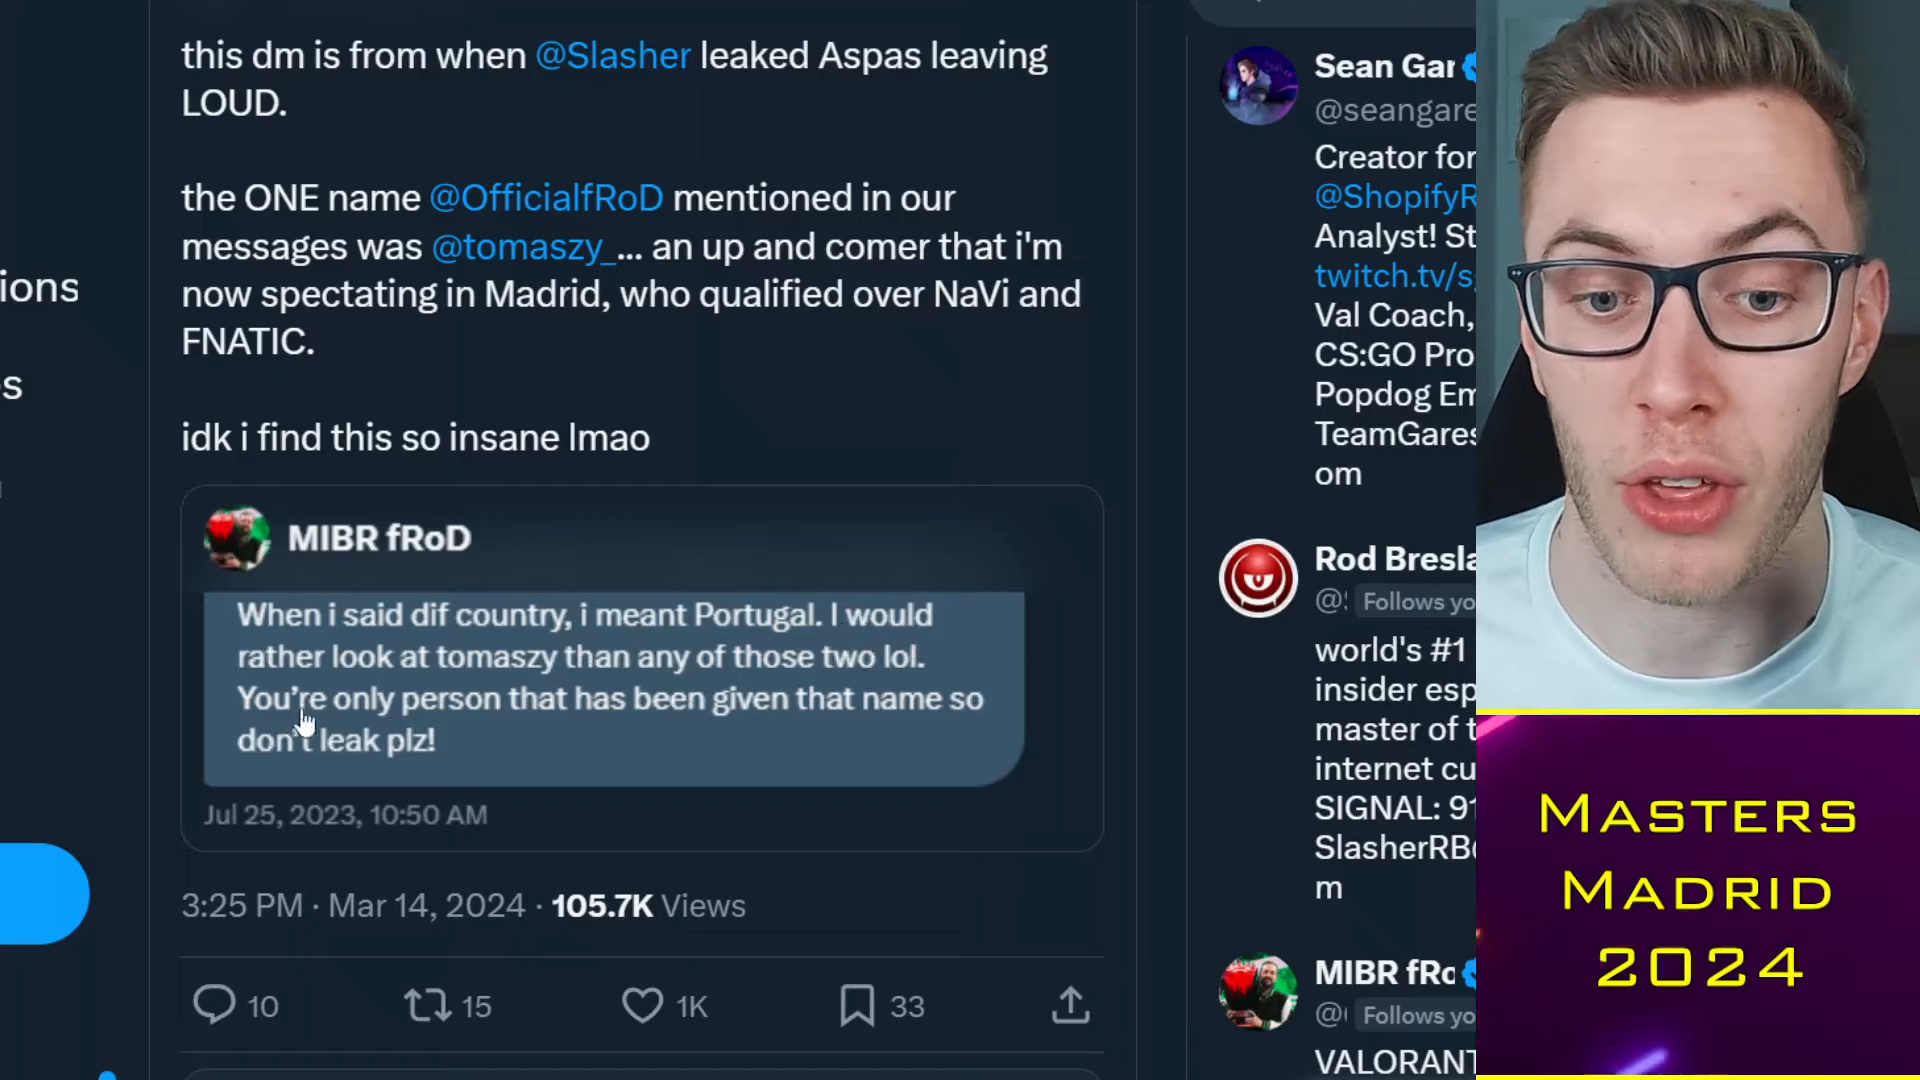 this dm is from when @Slasher leaked Aspas leaving
LOUD.
the ONE name @OfficialfRoD mentioned in our
messages was @tomaszy_... an up and comer that i'm
now spectating in Madrid, who qualified over NaVi and
FNATIC.
idk i find this so insane lmao
MIBR fRoD
When i said dif country, i meant Portugal. I would
rather look at tomaszy than any of those two lol.
You're only person that has been given that name so
don't leak plz!
Jul 25, 2023, 10:50 AM
3:25 PM · Mar 14, 2024 · 105.7K Views
10
15
1K
33
ions
s
Sean Gar
@seangare
Creator for
@ShopifyR
Analyst! St
twitch.tv/s
Val Coach,
CS:GO Pro
Popdog Em
TeamGares
om
Rod Bresla
Follows yo
world's #1
insider esp
master of t
internet cu
SIGNAL: 91
SlasherRB
m
MIBR fRo
Follows yo
VALORANT
MASTERS
MADRID
2024